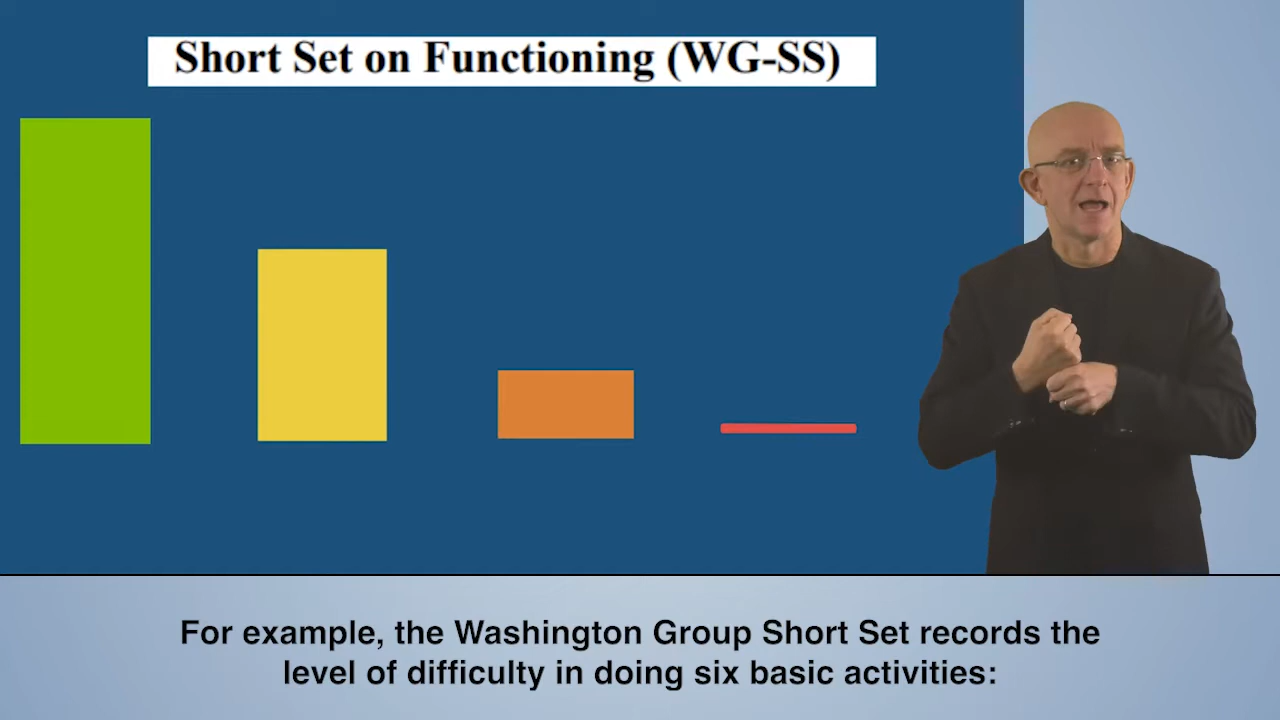 Short Set on Functioning (WG-SS)
For example, the Washington Group Short Set records the
level of difficulty in doing six basic activities: